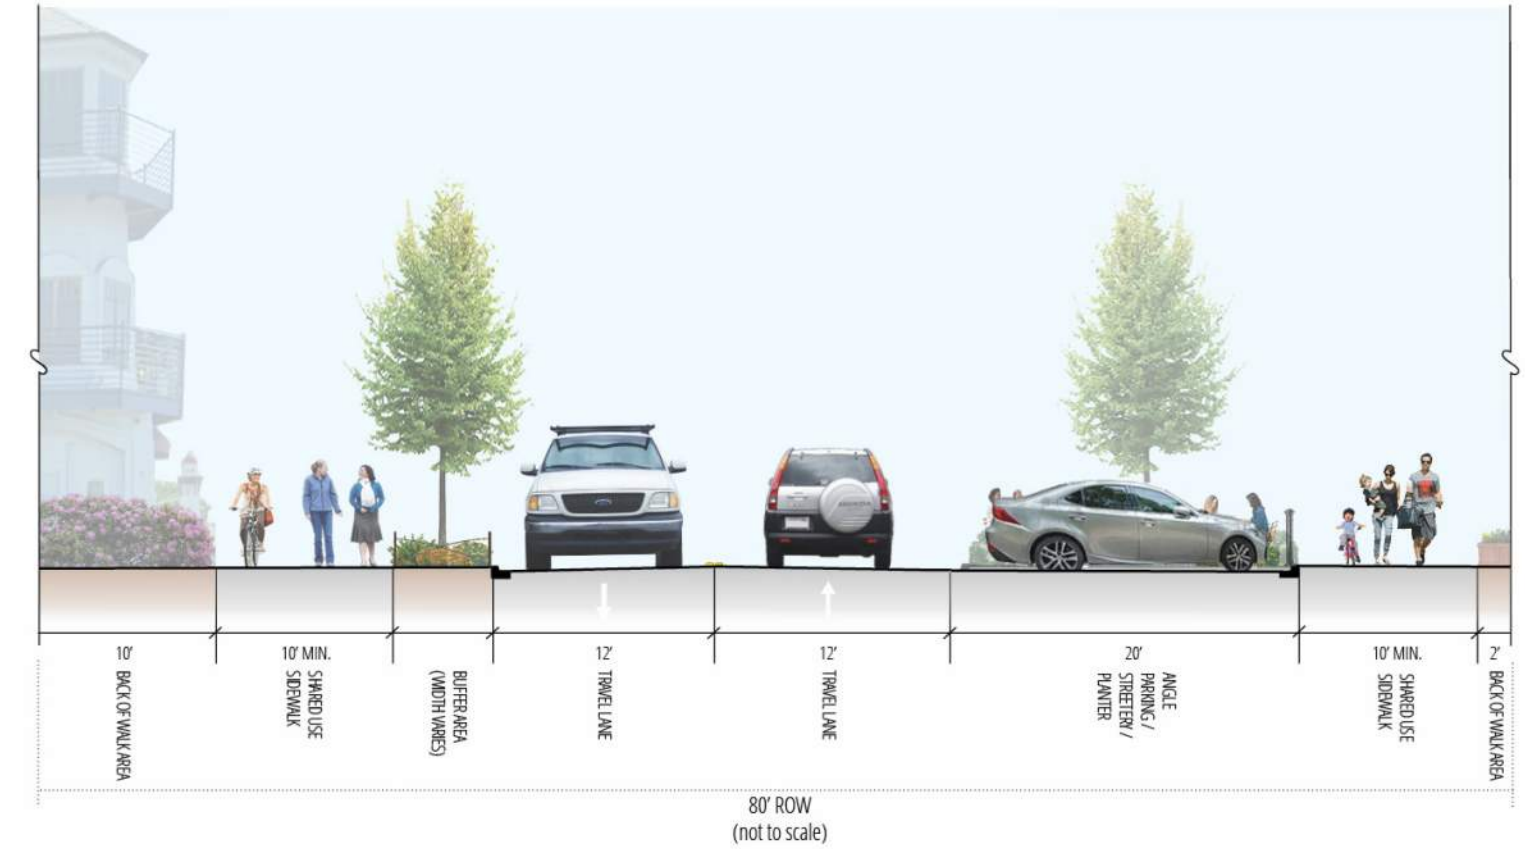 10'
BACK OF WALK AREA
10' MIN.
SHARED USE
SIDEWALK
BUFFER AREA
(WIDTH VARIES)
12'
TRAVEL LANE
12'
TRAVEL LANE
20'
ANGLE
PARKING /
STREETERY /
PLANTER
10' MIN.
SHARED USE
SIDEWALK
2'
BACK OF WALK AREA
80' ROW
(not to scale)